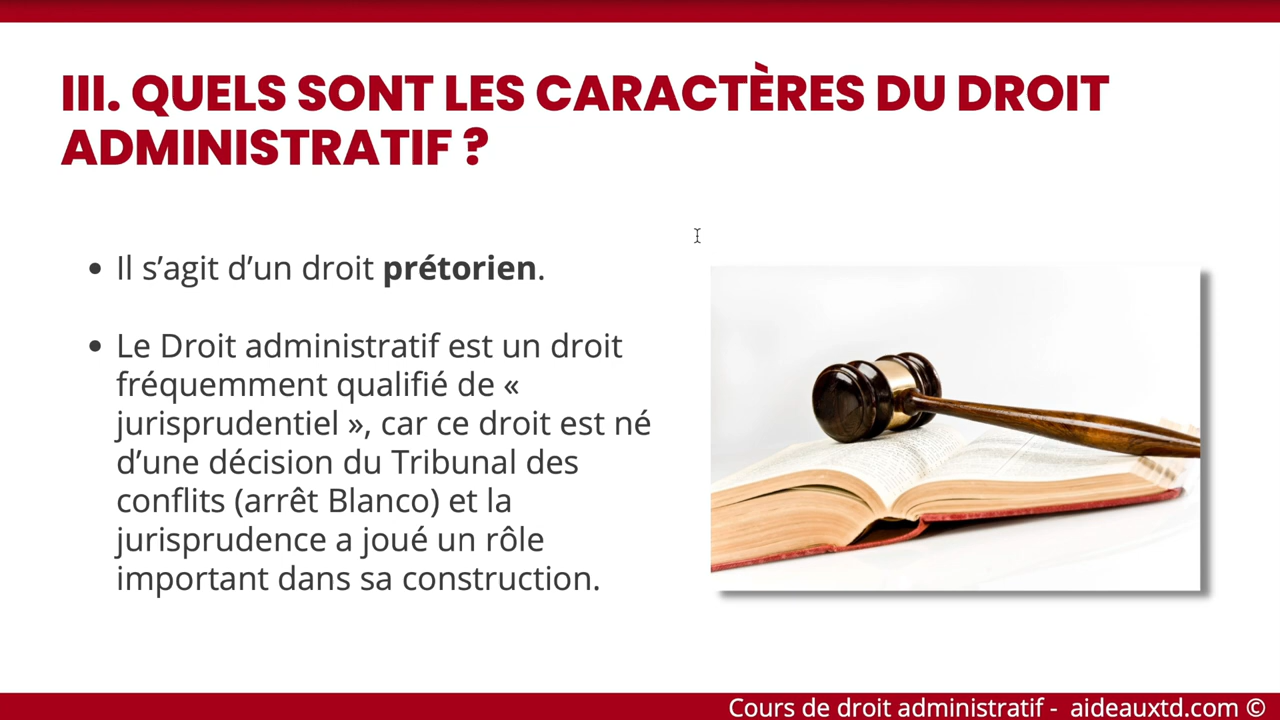 III. QUELS SONT LES CARACTÈRES DU DROIT
ADMINISTRATIF ?
• Il s’agit d’un droit prétorien.
• Le Droit administratif est un droit
fréquemment qualifié de «
jurisprudentiel », car ce droit est né
d’une décision du Tribunal des
conflits (arrêt Blanco) et la
jurisprudence a joué un rôle
important dans sa construction.
Cours de droit administratif - aideauxtd.com ©